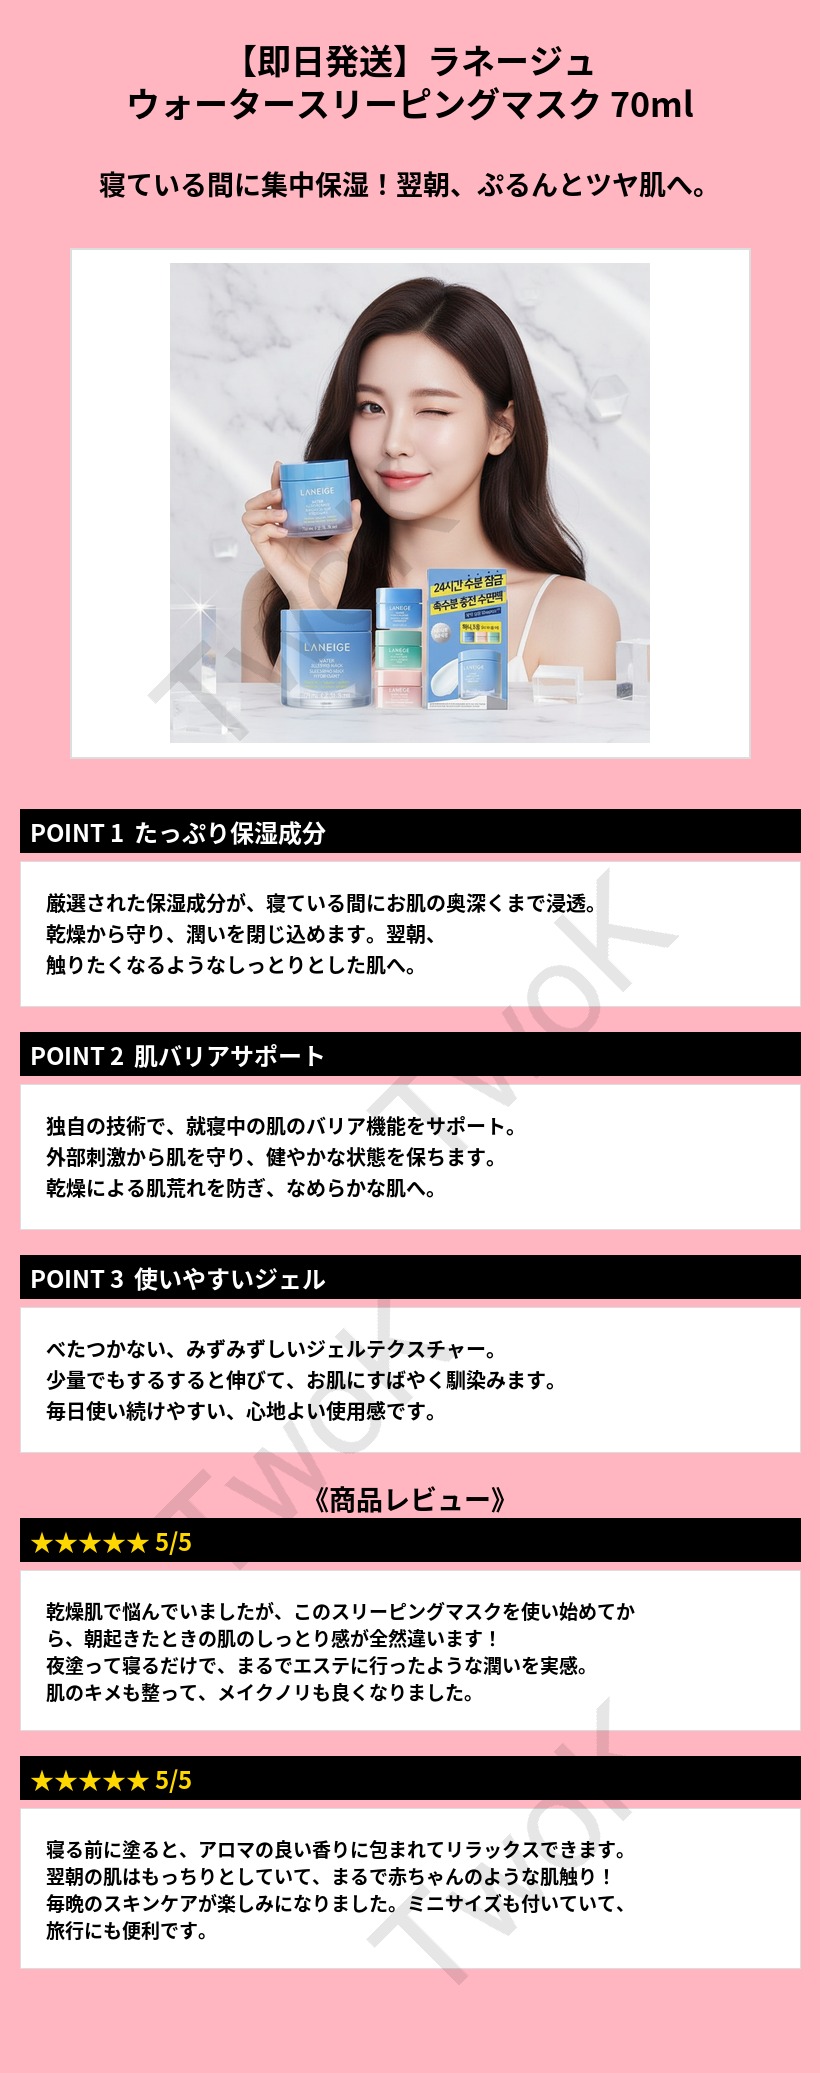 【即日発送】ラネージュ
ウォータースリーピングマスク 70ml
寝ている間に集中保湿！翌朝、ぷるんとツヤ肌へ。
LANEIGE
WATER
LANEIGE
WATER
SLEEPING MASK
LANEIGE
LANEIGE
LANEIGE
24시간 수분 잠금
속수분 충전 수면팩
TwoK
POINT 1 たっぷり保湿成分
厳選された保湿成分が、寝ている間にお肌の奥深くまで浸透。
乾燥から守り、潤いを閉じ込めます。翌朝、
触りたくなるようなしっとりとした肌へ。
TwoK
POINT 2 肌バリアサポート
独自の技術で、就寝中の肌のバリア機能をサポート。
外部刺激から肌を守り、健やかな状態を保ちます。
乾燥による肌荒れを防ぎ、なめらかな肌へ。
POINT 3 使いやすいジェル
べたつかない、みずみずしいジェルテクスチャー。
少量でもするすると伸びて、お肌にすばやく馴染みます。
毎日使い続けやすい、心地よい使用感です。
TwoK
《商品レビュー》
★★★★★ 5/5
乾燥肌で悩んでいましたが、このスリーピングマスクを使い始めてか
ら、朝起きたときの肌のしっとり感が全然違います！
夜塗って寝るだけで、まるでエステに行ったような潤いを実感。
肌のキメも整って、メイクノリも良くなりました。
★★★★★ 5/5
寝る前に塗ると、アロマの良い香りに包まれてリラックスできます。
翌朝の肌はもっちりとしていて、まるで赤ちゃんのような肌触り！
毎晩のスキンケアが楽しみになりました。ミニサイズも付いていて、
旅行にも便利です。
TwoK